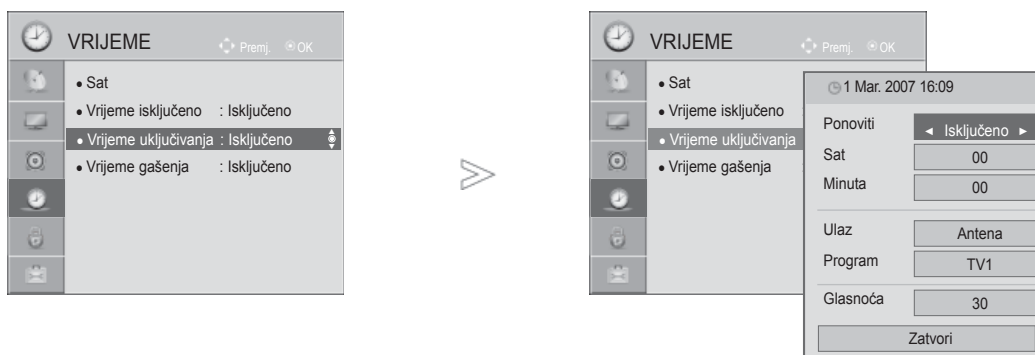 VRIJEME Premj. OK
• Sat
• Vrijeme isključeno : Isključeno
• Vrijeme uključivanja : Isključeno
• Vrijeme gašenja : Isključeno
VRIJEME Premj. OK
• Sat
• Vrijeme isključeno
• Vrijeme uključivanja
• Vrijeme gašenja
1 Mar. 2007 16:09
Ponoviti ◄ Isključeno ►
Sat 00
Minuta 00
Ulaz Antena
Program TV1
Glasnoća 30
Zatvori